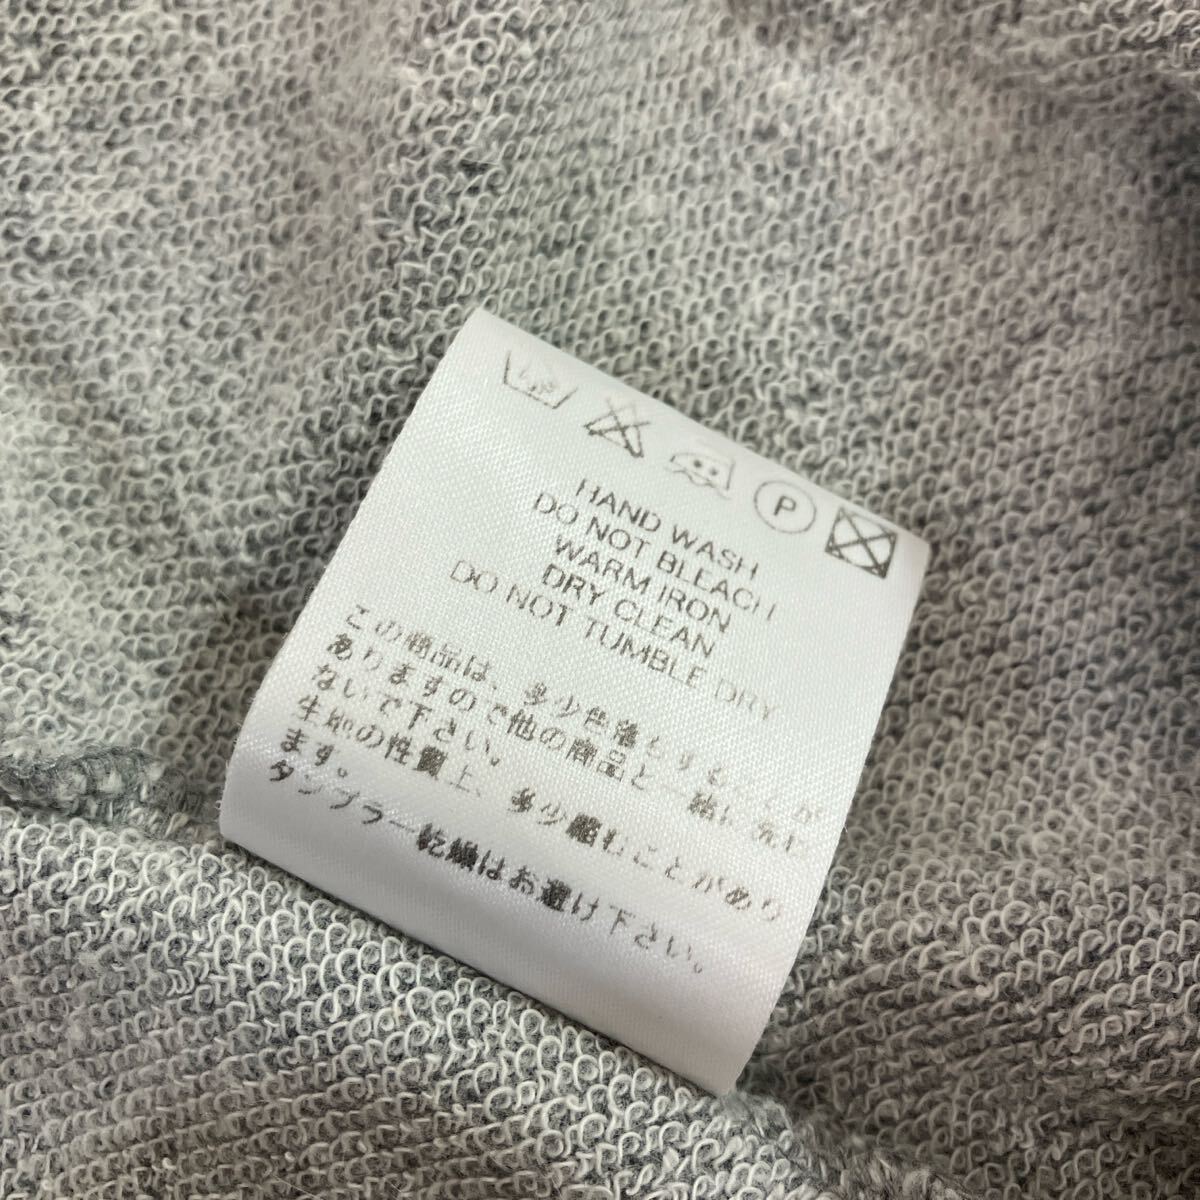 P
HAND WASH
DO NOT BLEACH
WARM IRON
DRY CLEAN
DO NOT TUMBLE DRY
この商品は、多少色落ちする
ありますので他の商品と一緒に洗わ
ないで下さい。
生地の性質上、多少縮むことがあり
ます。
タンブラー乾燥はお避け下さい。